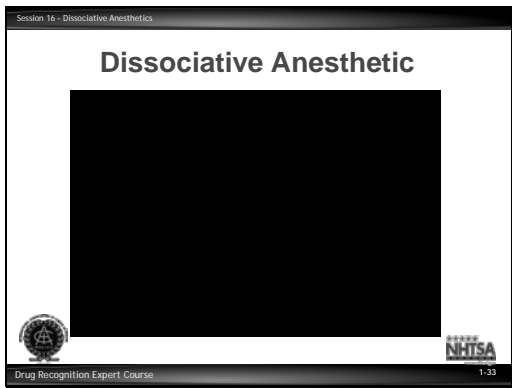 Session 16 - Dissociative Anesthetics
Dissociative Anesthetic
NHTSA
Drug Recognition Expert Course
1-33